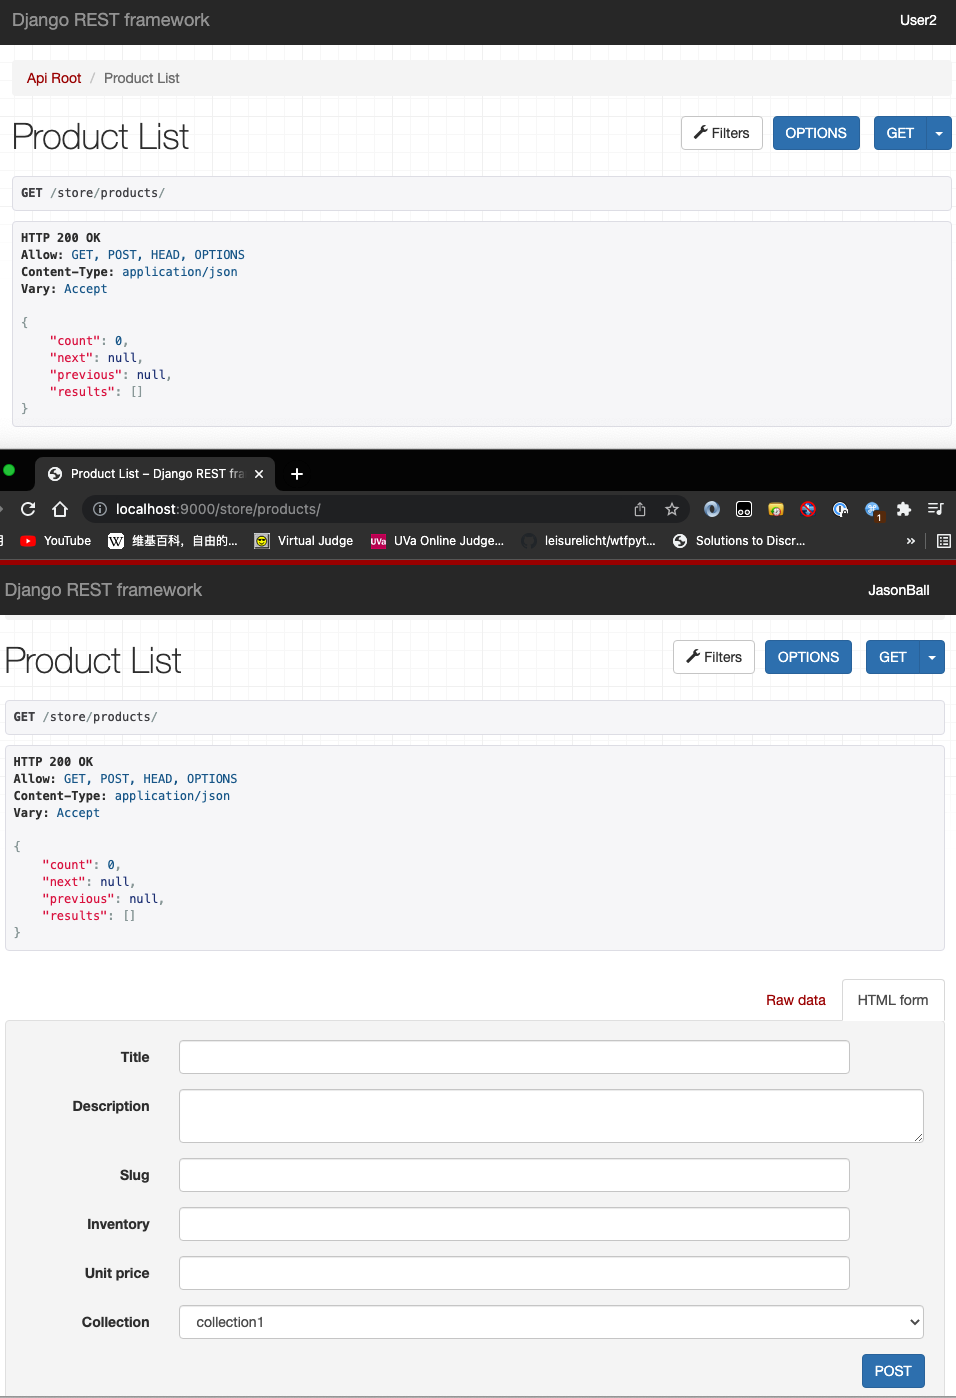 Django REST framework User2
Api Root / Product List
Product List Filters OPTIONS GET
GET /store/products/
HTTP 200 OK
Allow: GET, POST, HEAD, OPTIONS
Content-Type: application/json
Vary: Accept
{
"count": 0,
"next": null,
"previous": null,
"results": []
}
Product List – Django REST fra
localhost:9000/store/products/
1
YouTube W 维基百科，自由的... Virtual Judge UVa UVa Online Judge... leisurelicht/wtfpyt... Solutions to Discr... »
Django REST framework JasonBall
Product List Filters OPTIONS GET
GET /store/products/
HTTP 200 OK
Allow: GET, POST, HEAD, OPTIONS
Content-Type: application/json
Vary: Accept
{
"count": 0,
"next": null,
"previous": null,
"results": []
}
Raw data HTML form
Title
Description
Slug
Inventory
Unit price
Collection collection1
POST